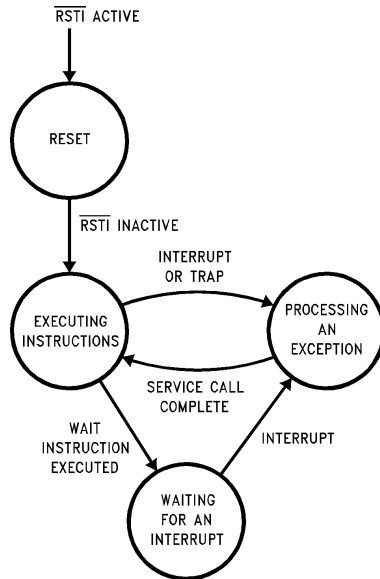 RSTI ACTIVE
RESET
RSTI INACTIVE
INTERRUPT
OR TRAP
EXECUTING
INSTRUCTIONS
PROCESSING
AN
EXCEPTION
SERVICE CALL
COMPLETE
WAIT
INSTRUCTION
EXECUTED
INTERRUPT
WAITING
FOR AN
INTERRUPT